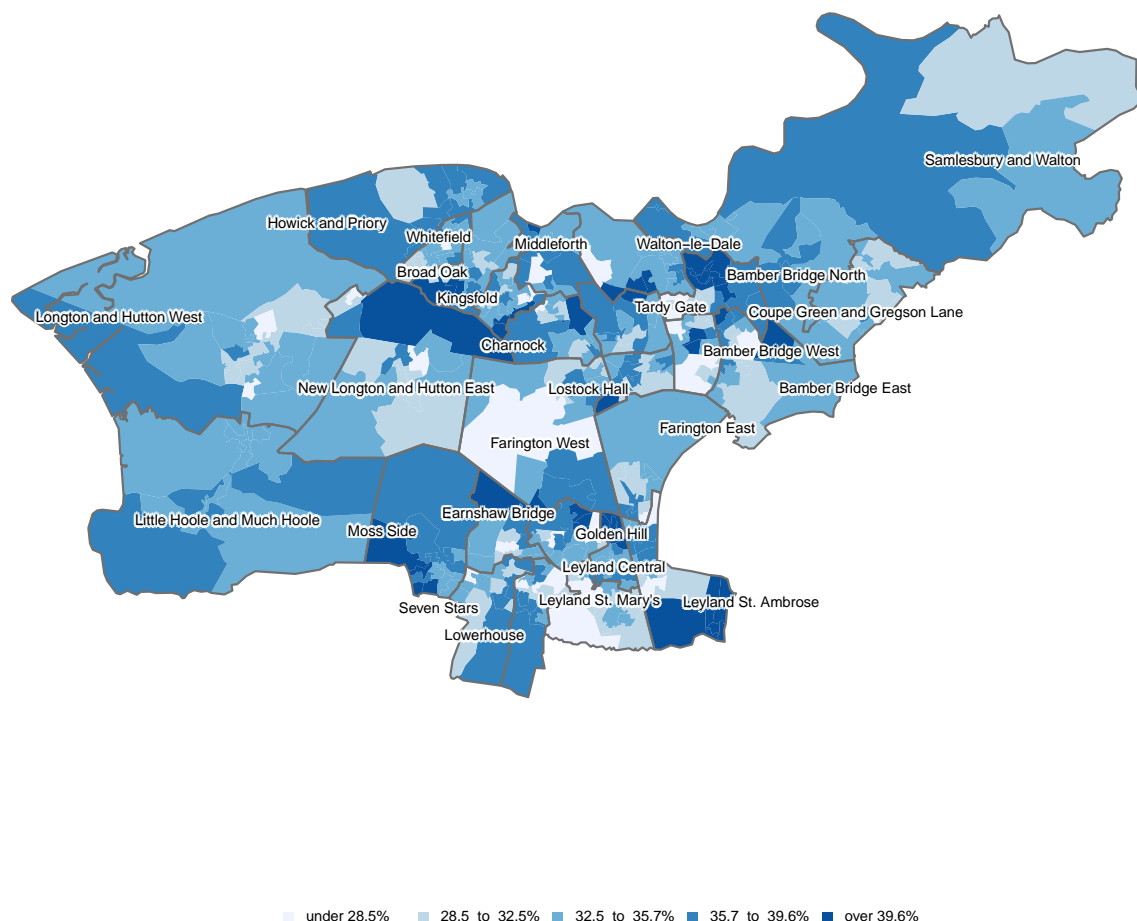 Samlesbury and Walton
Howick and Priory
Whitefield
Middleforth
Walton−le−Dale
Broad Oak
Bamber Bridge North
Kingsfold
Tardy Gate
Coupe Green and Gregson Lane
Longton and Hutton West
Charnock
Bamber Bridge West
New Longton and Hutton East
Lostock Hall
Bamber Bridge East
Farington East
Farington West
Earnshaw Bridge
Little Hoole and Much Hoole
Moss Side
Golden Hill
Leyland Central
Seven Stars
Leyland St. Mary's
Leyland St. Ambrose
Lowerhouse
under 28.5% 28.5 to 32.5% 32.5 to 35.7% 35.7 to 39.6% over 39.6%